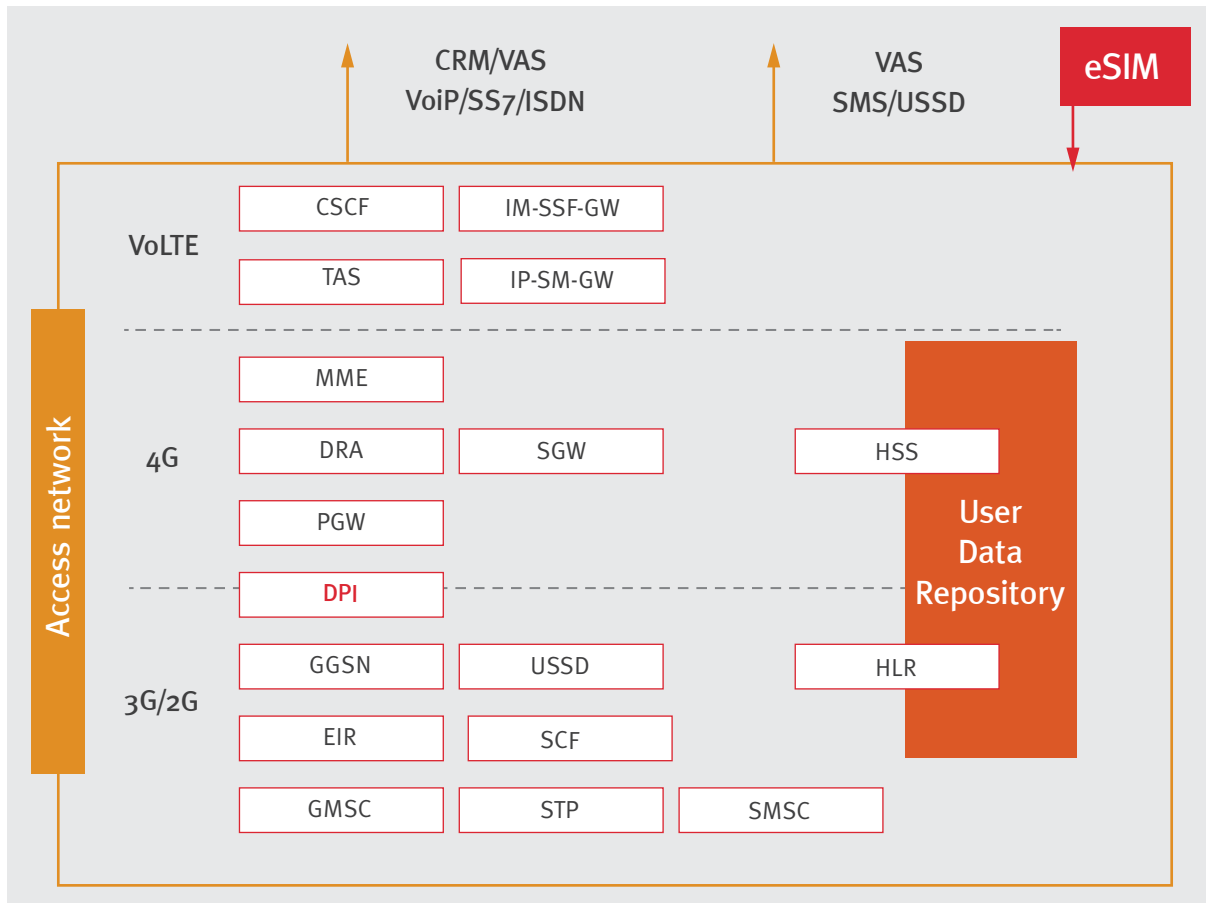 CRM/VAS
VoiP/SS7/ISDN
VAS
SMS/USSD
eSIM
VoLTE
CSCF
IM-SSF-GW
TAS
IP-SM-GW
Access network
4G
MME
DRA
SGW
HSS
PGW
User
Data
Repository
DPI
3G/2G
GGSN
USSD
HLR
EIR
SCF
GMSC
STP
SMSC